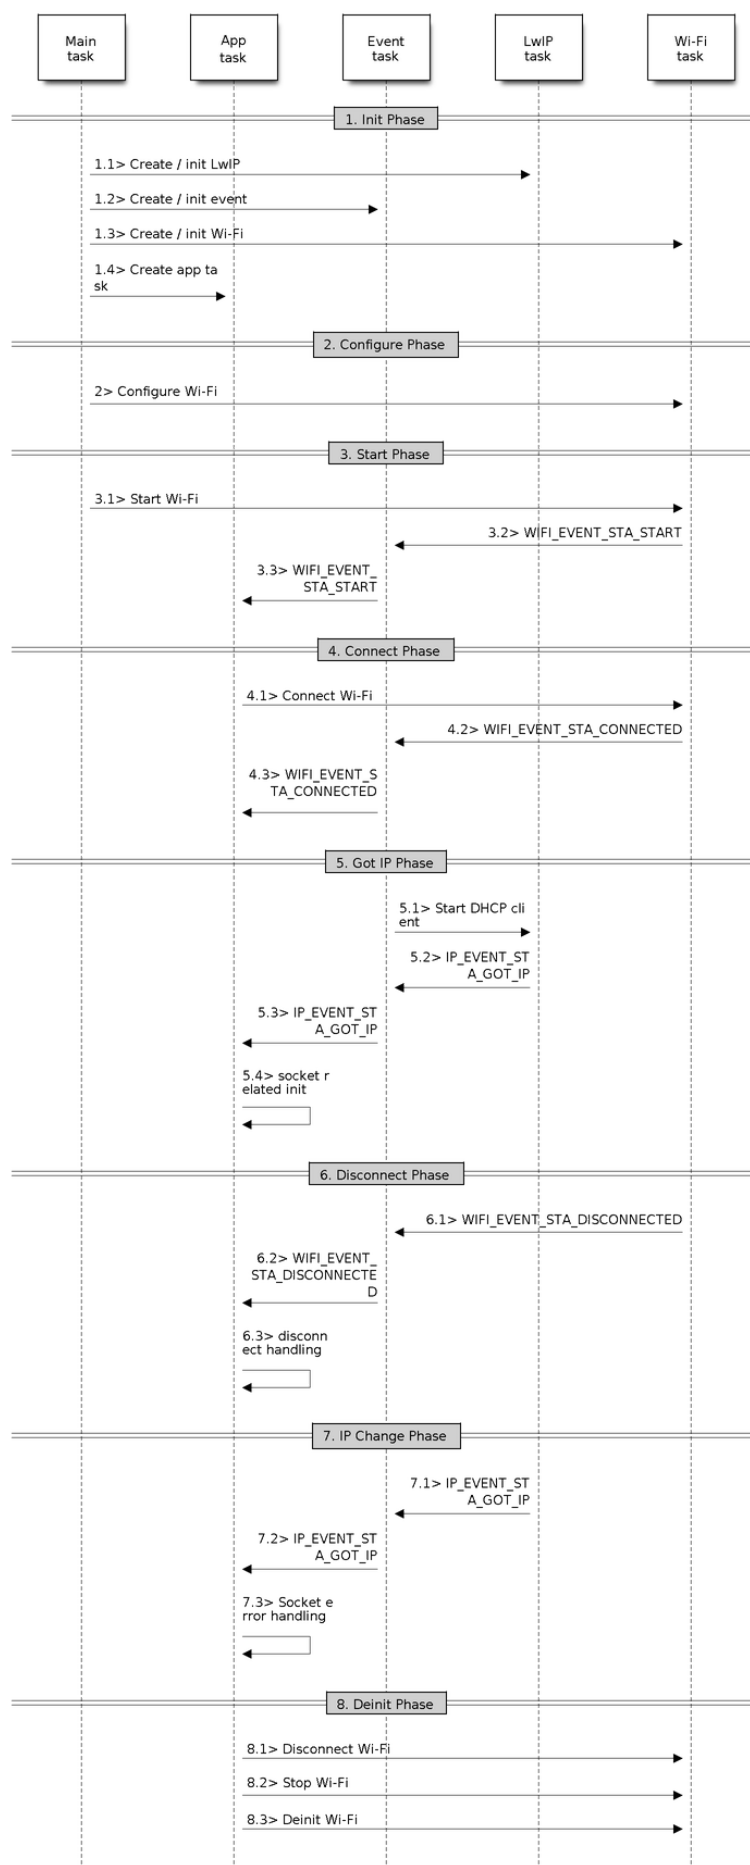 Main
task
App
task
Event
task
LwIP
task
Wi-Fi
task
1. Init Phase
1.1> Create / init LwIP
1.2> Create / init event
1.3> Create / init Wi-Fi
1.4> Create app ta
sk
2. Configure Phase
2> Configure Wi-Fi
3. Start Phase
3.1> Start Wi-Fi
3.2> WIFI_EVENT_STA_START
3.3> WIFI_EVENT_
STA_START
4. Connect Phase
4.1> Connect Wi-Fi
4.2> WIFI_EVENT_STA_CONNECTED
4.3> WIFI_EVENT_S
TA_CONNECTED
5. Got IP Phase
5.1> Start DHCP cli
ent
5.2> IP_EVENT_ST
A_GOT_IP
5.3> IP_EVENT_ST
A_GOT_IP
5.4> socket r
elated init
6. Disconnect Phase
6.1> WIFI_EVENT_STA_DISCONNECTED
6.2> WIFI_EVENT_
STA_DISCONNECTE
D
6.3> disconn
ect handling
7. IP Change Phase
7.1> IP_EVENT_ST
A_GOT_IP
7.2> IP_EVENT_ST
A_GOT_IP
7.3> Socket e
rror handling
8. Deinit Phase
8.1> Disconnect Wi-Fi
8.2> Stop Wi-Fi
8.3> Deinit Wi-Fi